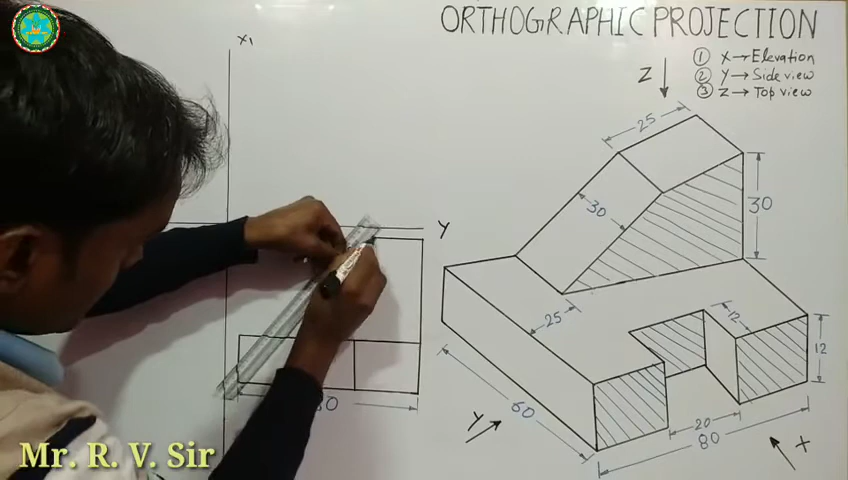 ORTHOGRAPHIC PROJECTION
① X→Elevation
② Y→Side view
③ Z→Top view
X1
Z
25
30
30
Y
25
12
12
60
20
80
Y
X
Mr. R. V. Sir